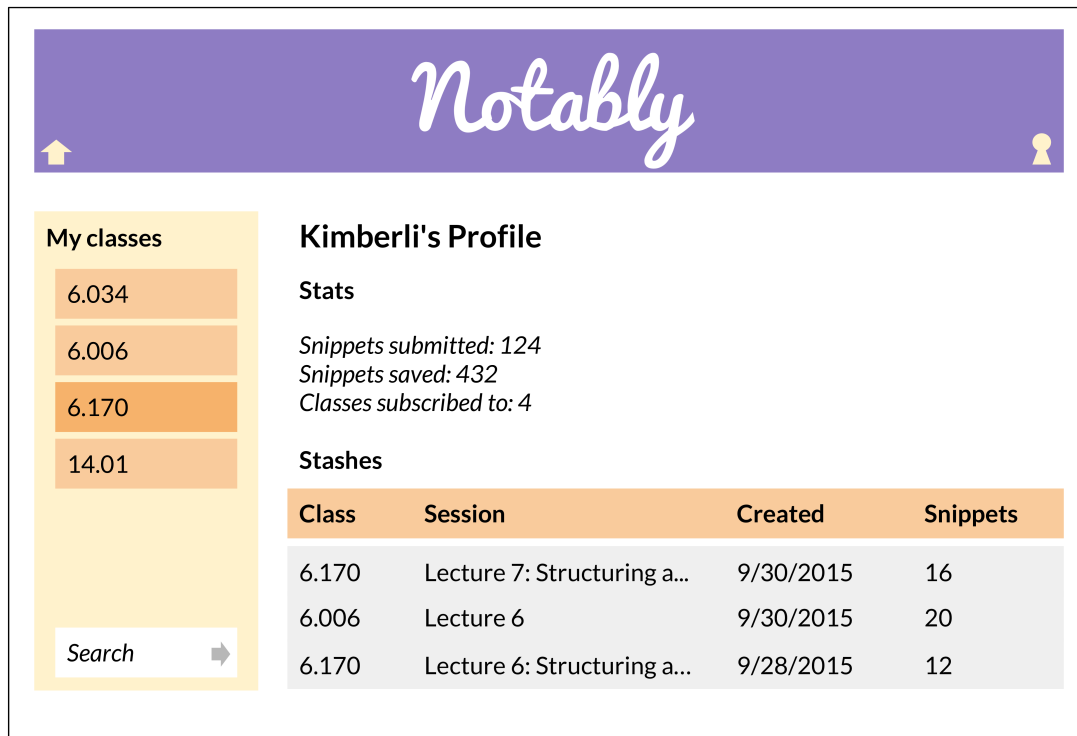 Notably
My classes
6.034
6.006
6.170
14.01
Search
Kimberli's Profile
Stats
Snippets submitted: 124
Snippets saved: 432
Classes subscribed to: 4
Stashes
Class Session Created Snippets
6.170 Lecture 7: Structuring a... 9/30/2015 16
6.006 Lecture 6 9/30/2015 20
6.170 Lecture 6: Structuring a... 9/28/2015 12